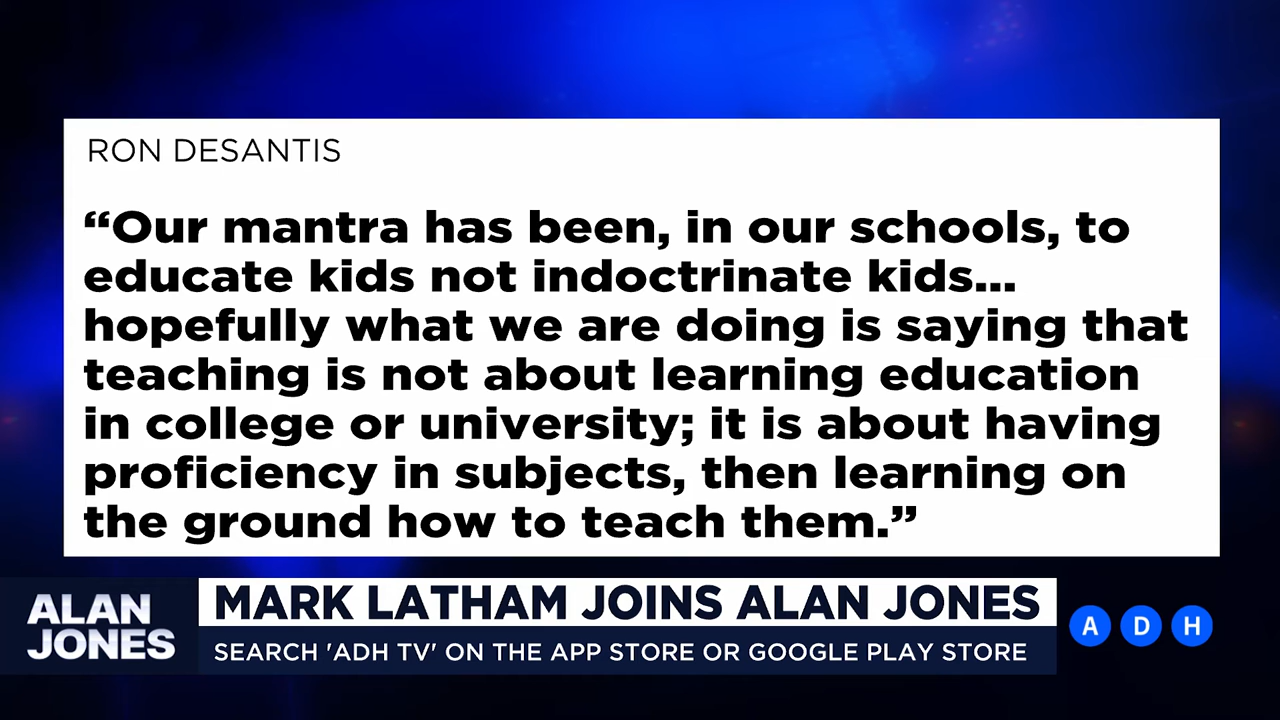 RON DESANTIS
“Our mantra has been, in our schools, to
educate kids not indoctrinate kids...
hopefully what we are doing is saying that
teaching is not about learning education
in college or university; it is about having
proficiency in subjects, then learning on
the ground how to teach them.”
ALAN
JONES
MARK LATHAM JOINS ALAN JONES
SEARCH 'ADH TV' ON THE APP STORE OR GOOGLE PLAY STORE
A D H